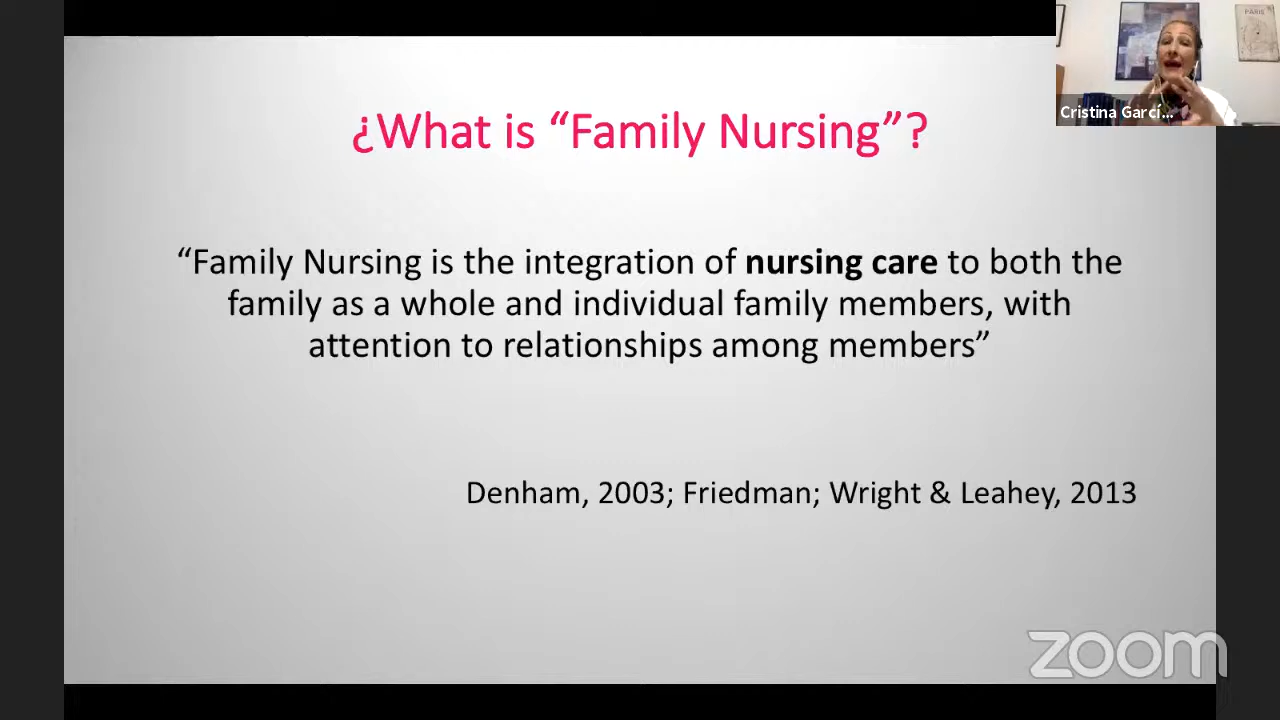 PARIS
Cristina Garcí...
¿What is “Family Nursing”?
“Family Nursing is the integration of nursing care to both the
family as a whole and individual family members, with
attention to relationships among members”
Denham, 2003; Friedman; Wright & Leahey, 2013
zoom